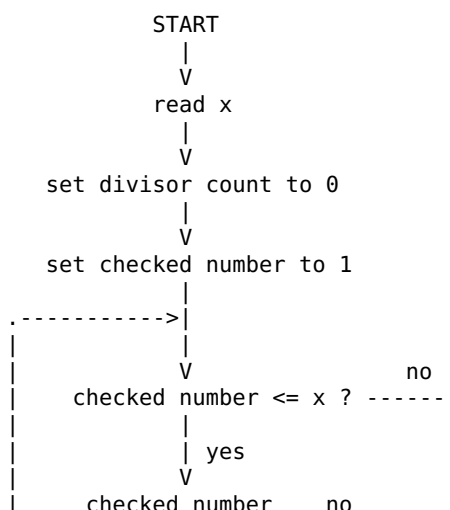 START
|
V
read x
|
V
set divisor count to 0
|
V
set checked number to 1
|
.----------->|
| |
| V no
| checked number <= x ? ------
| |
| | yes
| V
| checked number no